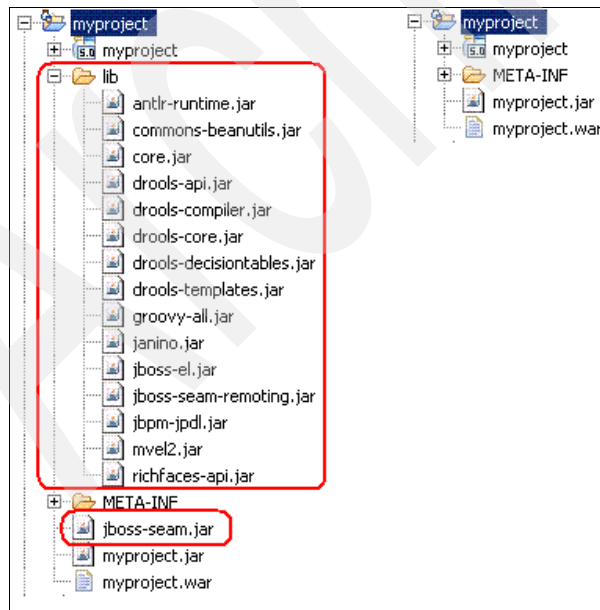 myproject
myproject
lib
antlr-runtime.jar
commons-beanutils.jar
core.jar
drools-api.jar
drools-compiler.jar
drools-core.jar
drools-decisiontables.jar
drools-templates.jar
groovy-all.jar
janino.jar
jboss-el.jar
jboss-seam-remoting.jar
jbpm-jpdl.jar
mvel2.jar
richfaces-api.jar
META-INF
jboss-seam.jar
myproject.jar
myproject.war
myproject
myproject
META-INF
myproject.jar
myproject.war